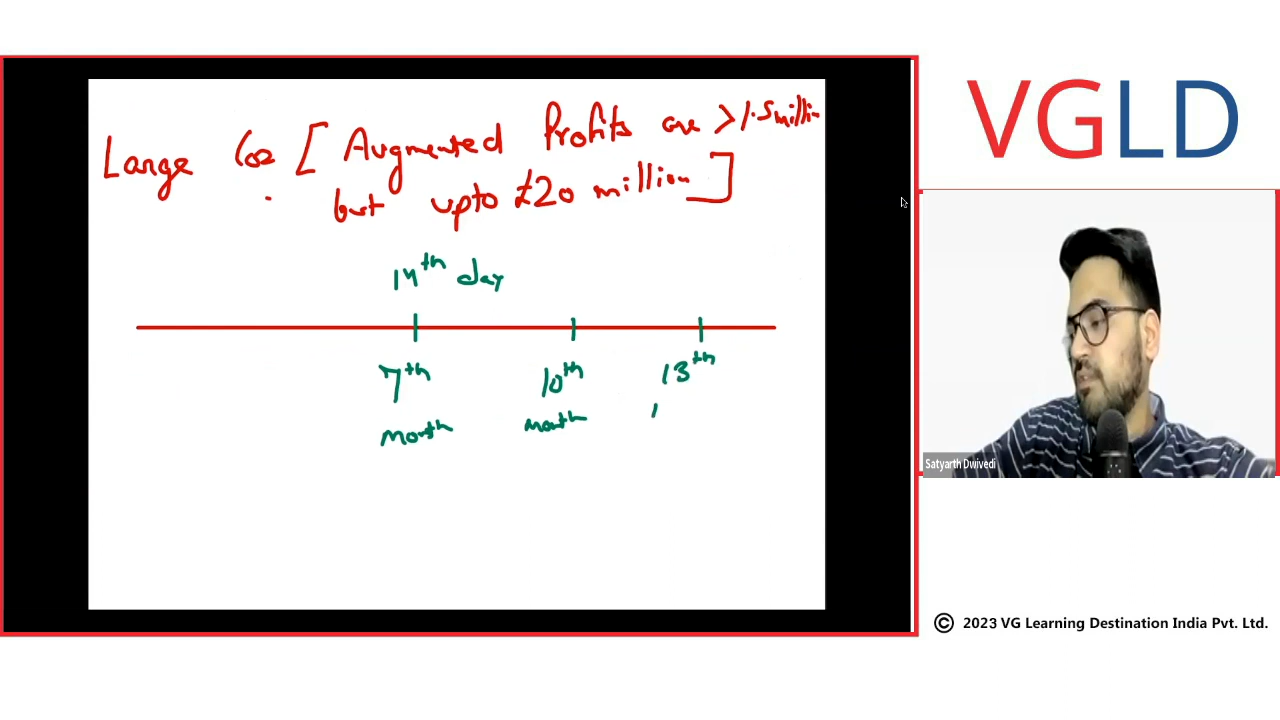 VGLD
Large Co. [Augmented Profits are > 1.5 million
but upto £20 million]
14th day
7th 10th 13th
month month
Satyarth Dwivedi
© 2023 VG Learning Destination India Pvt. Ltd.